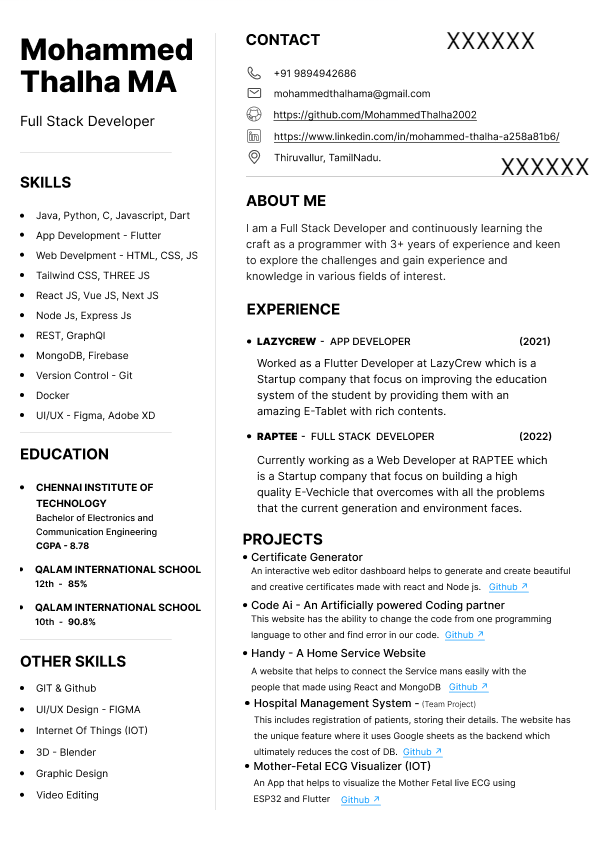 Mohammed
Thalha MA
Full Stack Developer
SKILLS
Java, Python, C, Javascript, Dart
App Development - Flutter
Web Develpment - HTML, CSS, JS
Tailwind CSS, THREE JS
React JS, Vue JS, Next JS
Node Js, Express Js
REST, GraphQl
MongoDB, Firebase
Version Control - Git
Docker
UI/UX - Figma, Adobe XD
EDUCATION
CHENNAI INSTITUTE OF
TECHNOLOGY
Bachelor of Electronics and
Communication Engineering
CGPA - 8.78
QALAM INTERNATIONAL SCHOOL
12th - 85%
QALAM INTERNATIONAL SCHOOL
10th - 90.8%
OTHER SKILLS
GIT & Github
UI/UX Design - FIGMA
Internet Of Things (IOT)
3D - Blender
Graphic Design
Video Editing
CONTACT
XXXXXX
+91 9894942686
mohammedthalhama@gmail.com
https://github.com/MohammedThalha2002
https://www.linkedin.com/in/mohammed-thalha-a258a81b6/
Thiruvallur, TamilNadu.
XXXXXX
ABOUT ME
I am a Full Stack Developer and continuously learning the
craft as a programmer with 3+ years of experience and keen
to explore the challenges and gain experience and
knowledge in various fields of interest.
EXPERIENCE
LAZYCREW - APP DEVELOPER (2021)
Worked as a Flutter Developer at LazyCrew which is a
Startup company that focus on improving the education
system of the student by providing them with an
amazing E-Tablet with rich contents.
RAPTEE - FULL STACK DEVELOPER (2022)
Currently working as a Web Developer at RAPTEE which
is a Startup company that focus on building a high
quality E-Vechicle that overcomes with all the problems
that the current generation and environment faces.
PROJECTS
Certificate Generator
An interactive web editor dashboard helps to generate and create beautiful
and creative certificates made with react and Node js. Github ↗
Code Ai - An Artificially powered Coding partner
This website has the ability to change the code from one programming
language to other and find error in our code. Github ↗
Handy - A Home Service Website
A website that helps to connect the Service mans easily with the
people that made using React and MongoDB Github ↗
Hospital Management System - (Team Project)
This includes registration of patients, storing their details. The website has
the unique feature where it uses Google sheets as the backend which
ultimately reduces the cost of DB. Github ↗
Mother-Fetal ECG Visualizer (IOT)
An App that helps to visualize the Mother Fetal live ECG using
ESP32 and Flutter Github ↗